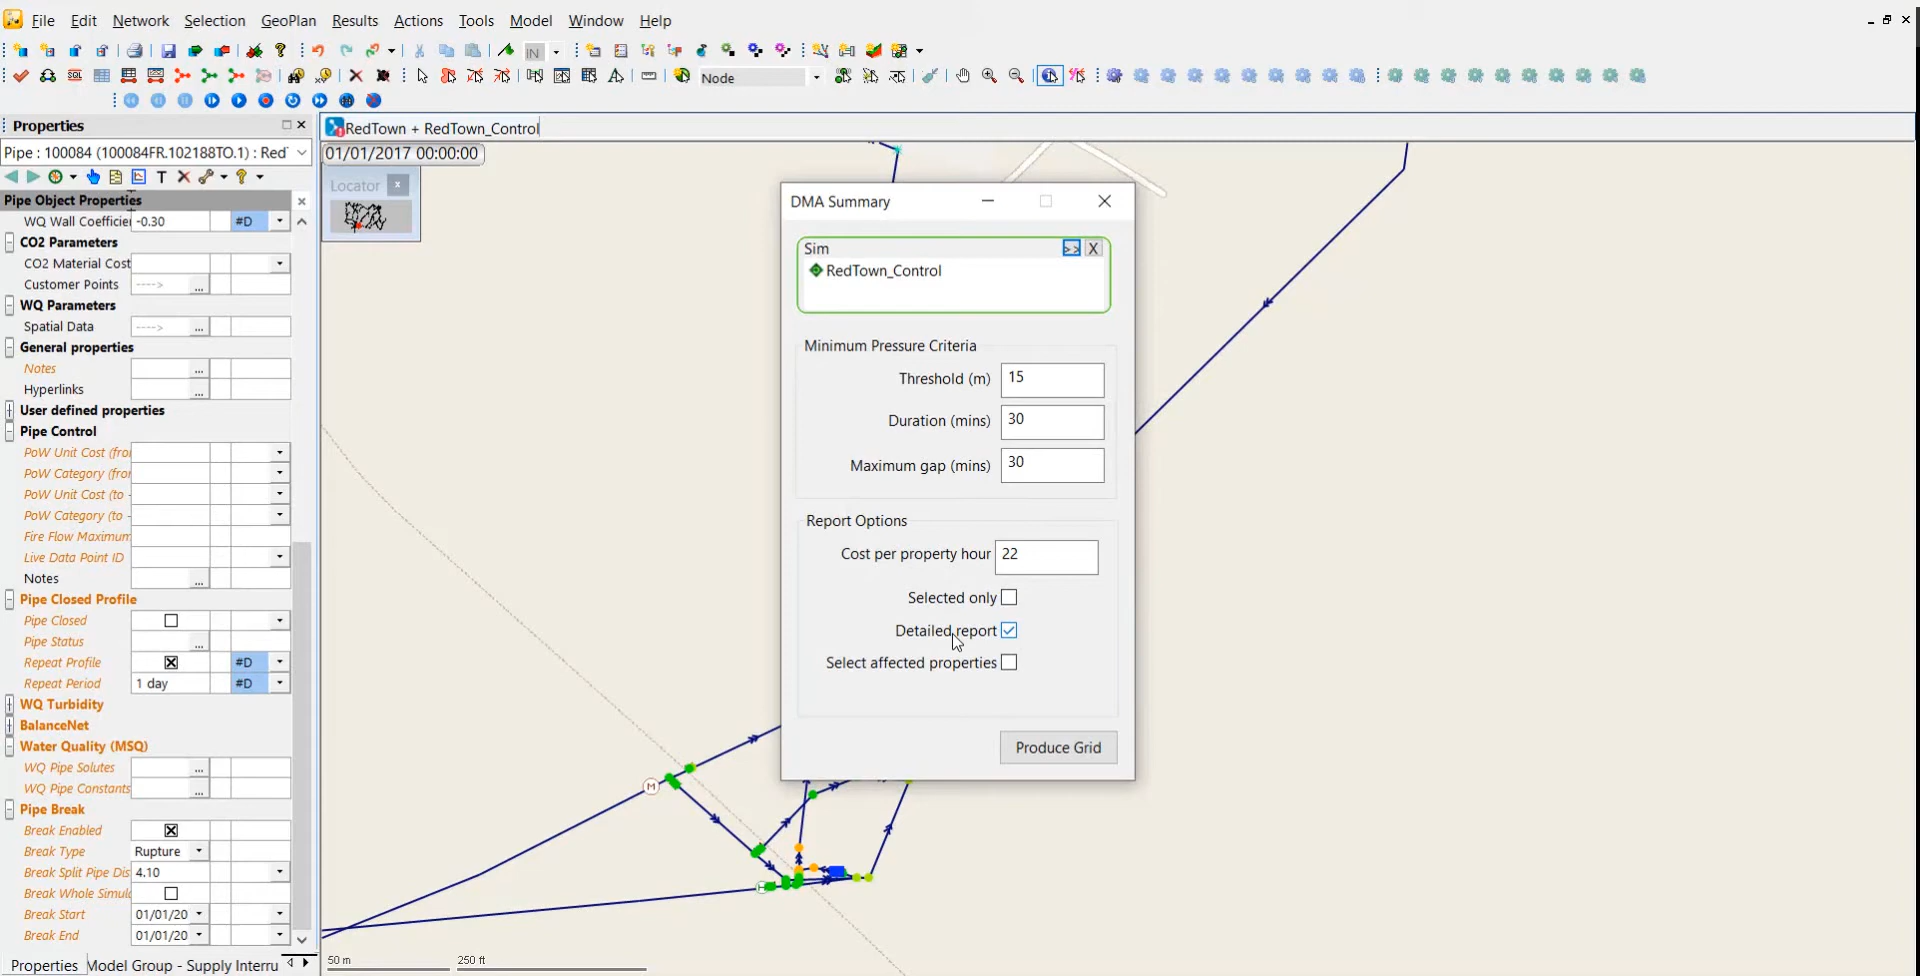 File Edit Network Selection GeoPlan Results Actions Tools Model Window Help
IN
SQL
Node
Properties
RedTown + RedTown_Control
Pipe : 100084 (100084FR.102188TO.1) : Red
01/01/2017 00:00:00
Locator x
Pipe Object Properties
WQ Wall Coefficie -0.30 #D
CO2 Parameters
CO2 Material Cost
Customer Points ----> ...
WQ Parameters
Spatial Data ----> ...
General properties
Notes ...
Hyperlinks ...
User defined properties
Pipe Control
PoW Unit Cost (fro
PoW Category (fro
PoW Unit Cost (to -
PoW Category (to -
Fire Flow Maximum
Live Data Point ID
Notes ...
Pipe Closed Profile
Pipe Closed
Pipe Status ...
Repeat Profile #D
Repeat Period 1 day #D
WQ Turbidity
BalanceNet
Water Quality (MSQ)
WQ Pipe Solutes ...
WQ Pipe Constants ...
Pipe Break
Break Enabled
Break Type Rupture
Break Split Pipe Dis 4.10
Break Whole Simul
Break Start 01/01/20
Break End 01/01/20
Properties Model Group - Supply Interru
DMA Summary
Sim >> X
RedTown_Control
Minimum Pressure Criteria
Threshold (m) 15
Duration (mins) 30
Maximum gap (mins) 30
Report Options
Cost per property hour 22
Selected only
Detailed report
Select affected properties
Produce Grid
M
H
50 m 250 ft